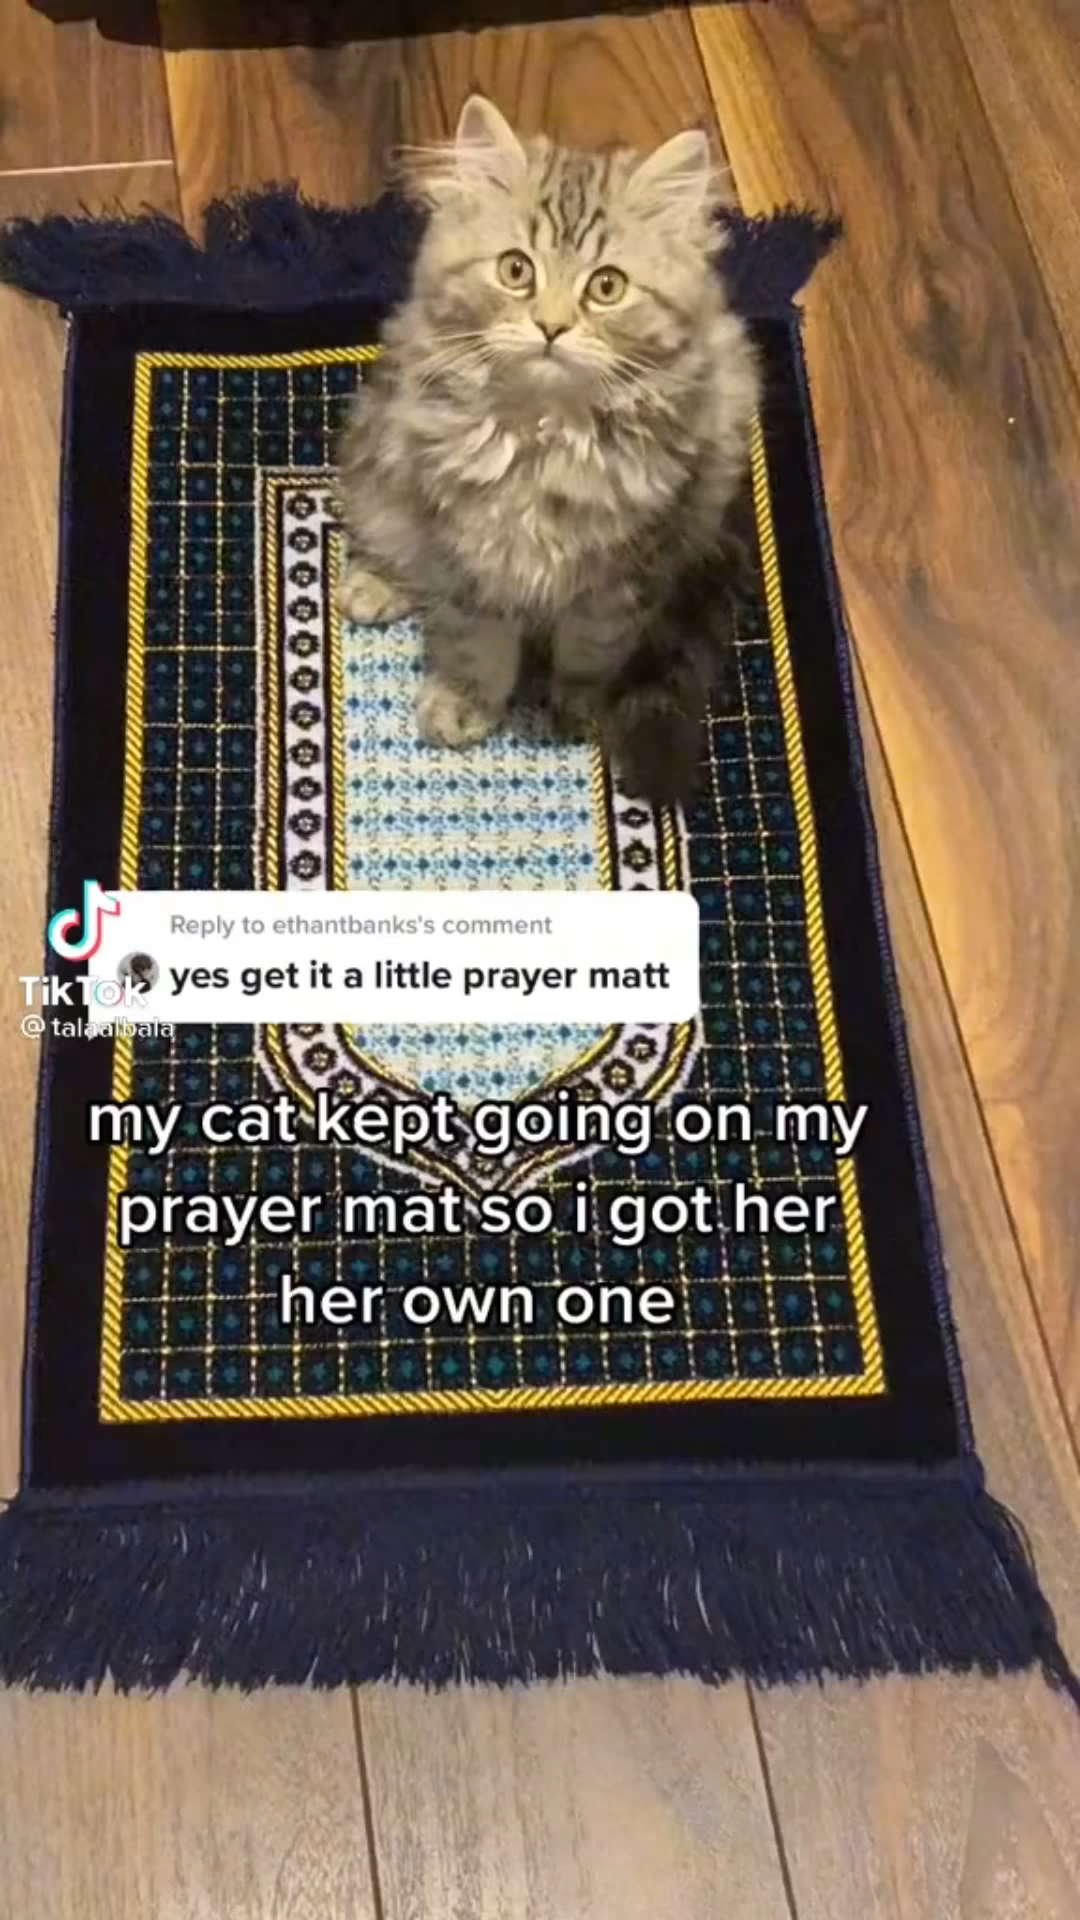 Reply to ethantbanks's comment
yes get it a little prayer matt
TikTok
@talaalbala
my cat kept going on my
prayer mat so i got her
her own one